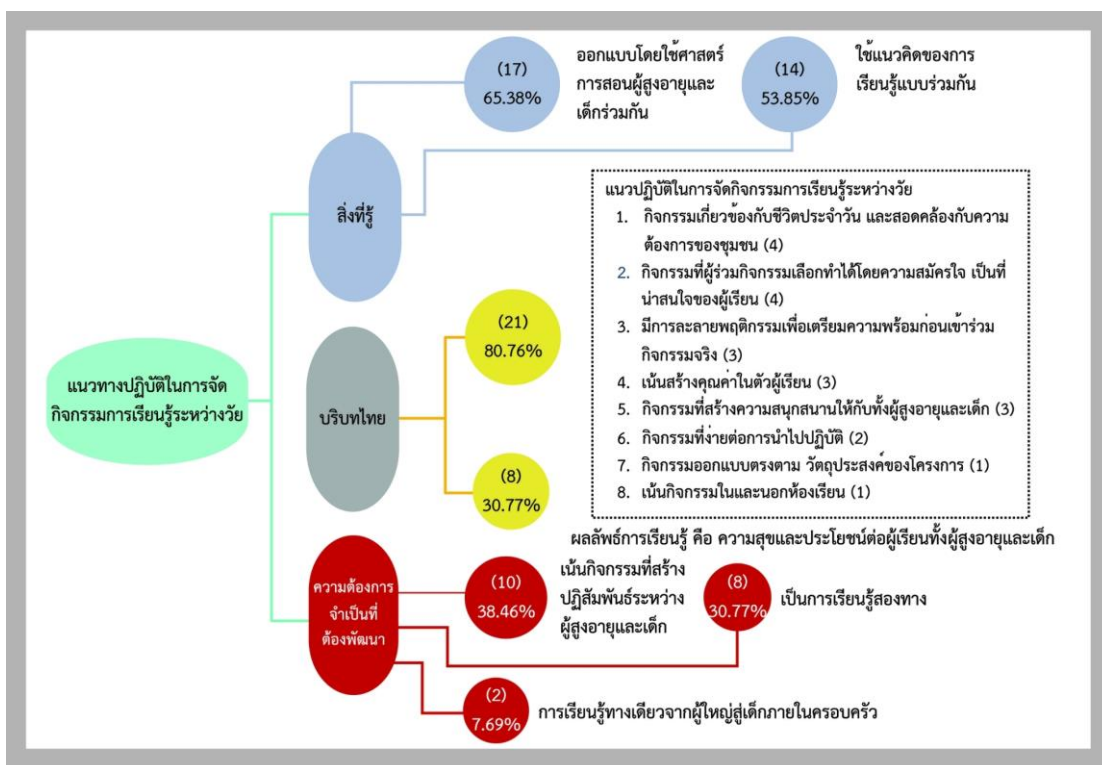 (17)
65.38%
ออกแบบโดยใช้ศาสตร์
การสอนผู้สูงอายุและ
เด็กร่วมกัน
(14)
53.85%
ใช้แนวคิดของการ
เรียนรู้แบบร่วมกัน
สิ่งที่รู้
แนวปฏิบัติในการจัดกิจกรรมการเรียนรู้ระหว่างวัย
1. กิจกรรมเกี่ยวข้องกับชีวิตประจำวัน และสอดคล้องกับความ
ต้องการของชุมชน (4)
2. กิจกรรมที่ผู้ร่วมกิจกรรมเลือกทำได้โดยความสมัครใจ เป็นที่
น่าสนใจของผู้เรียน (4)
3. มีการละลายพฤติกรรมเพื่อเตรียมความพร้อมก่อนเข้าร่วม
กิจกรรมจริง (3)
4. เน้นสร้างคุณค่าในตัวผู้เรียน (3)
5. กิจกรรมที่สร้างความสนุกสนานให้กับทั้งผู้สูงอายุและเด็ก (3)
6. กิจกรรมที่ง่ายต่อการนำไปปฏิบัติ (2)
7. กิจกรรมออกแบบตรงตาม วัตถุประสงค์ของโครงการ (1)
8. เน้นกิจกรรมในและนอกห้องเรียน (1)
(21)
80.76%
แนวทางปฏิบัติในการจัด
กิจกรรมการเรียนรู้ระหว่างวัย
บริบทไทย
(8)
30.77%
ผลลัพธ์การเรียนรู้ คือ ความสุขและประโยชน์ต่อผู้เรียนทั้งผู้สูงอายุและเด็ก
ความต้องการ
จำเป็นที่
ต้องพัฒนา
(10)
38.46%
เน้นกิจกรรมที่สร้าง
ปฏิสัมพันธ์ระหว่าง
ผู้สูงอายุและเด็ก
(8)
30.77%
เป็นการเรียนรู้สองทาง
(2)
7.69%
การเรียนรู้ทางเดียวจากผู้ใหญ่สู่เด็กภายในครอบครัว